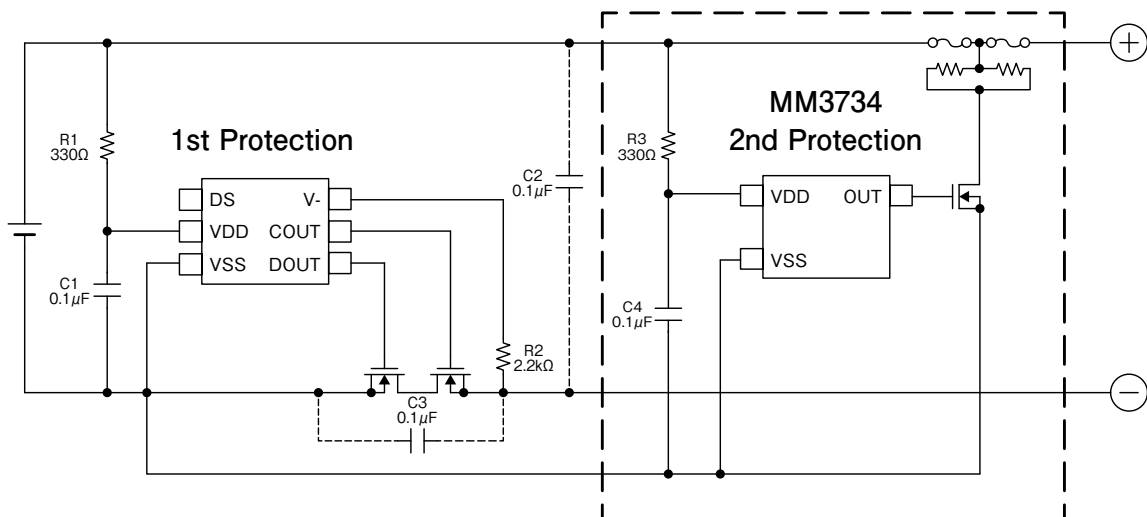 1st Protection
MM3734
2nd Protection
R1
330Ω
DS
V-
VDD
COUT
VSS
DOUT
C1
0.1μF
R2
2.2kΩ
C3
0.1μF
C2
0.1μF
R3
330Ω
VDD
OUT
VSS
C4
0.1μF
+
−